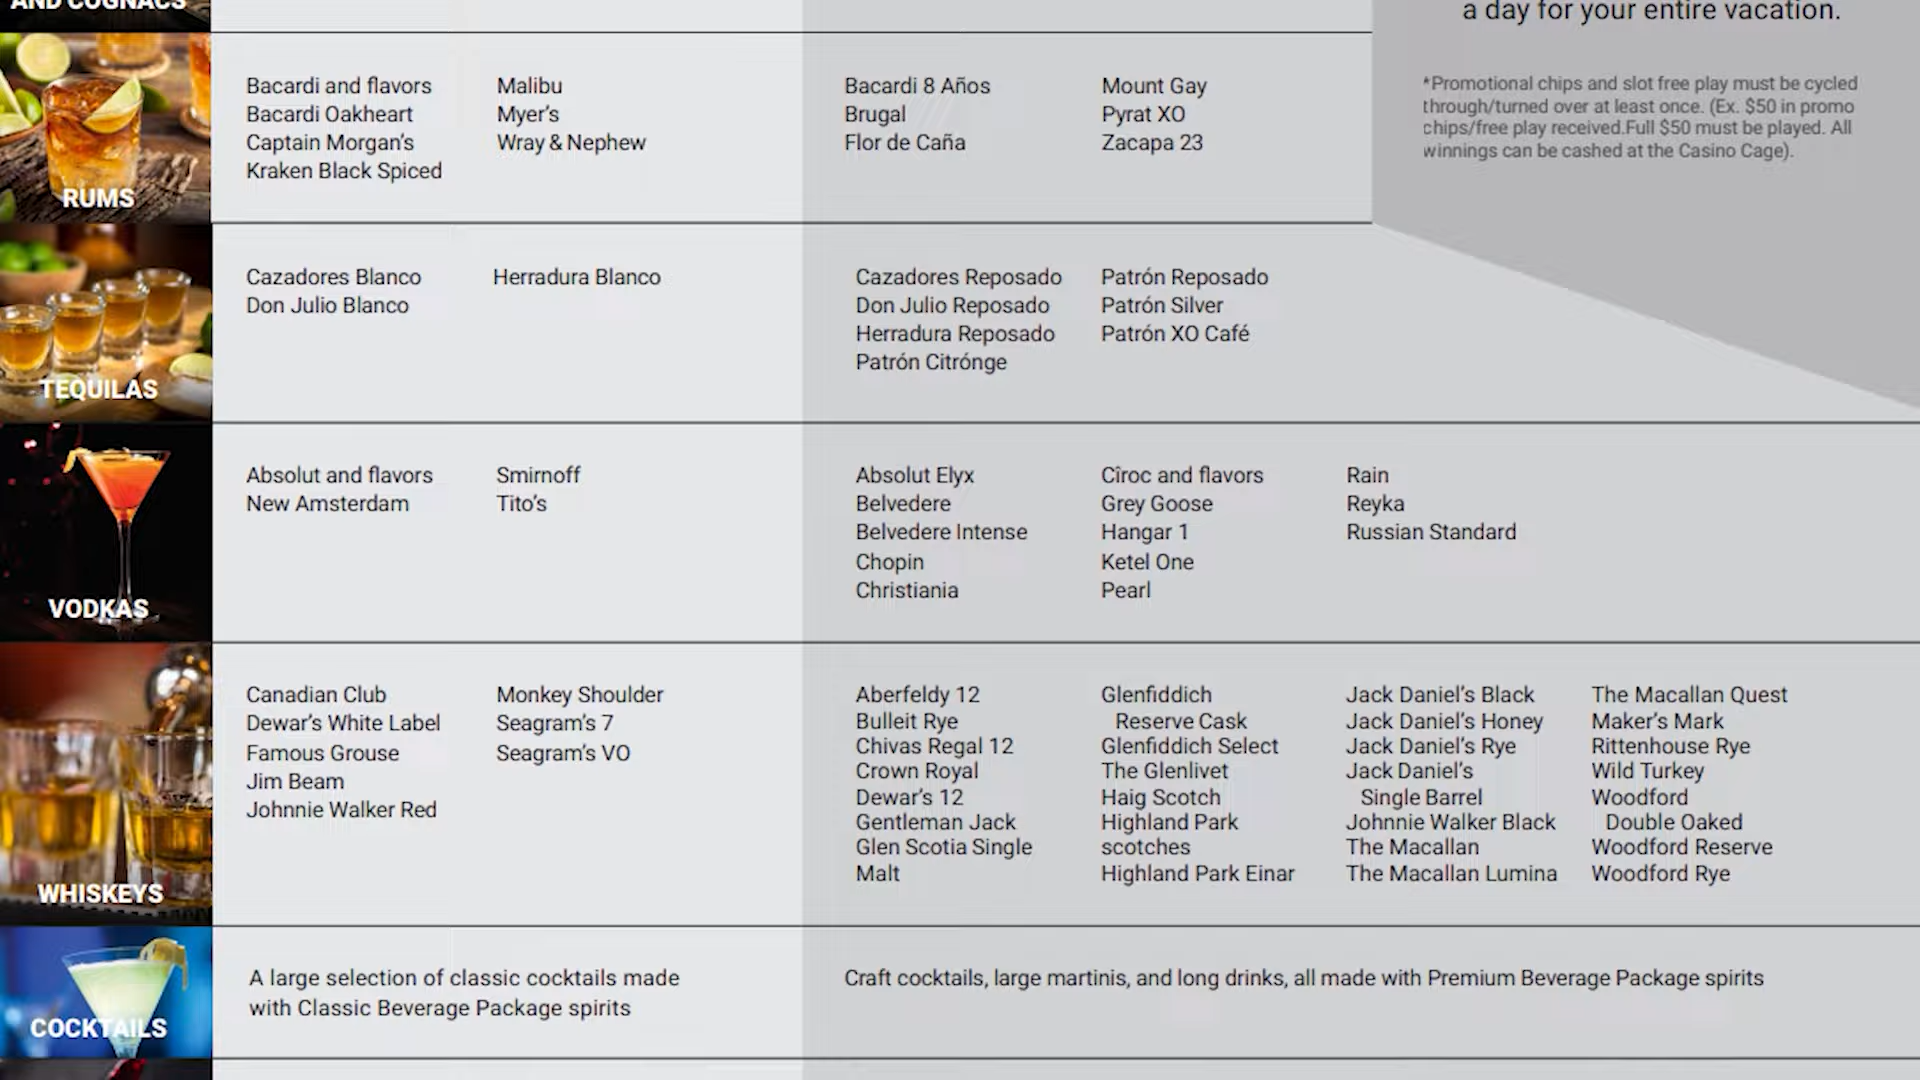 AND COGNACS
a day for your entire vacation.
*Promotional chips and slot free play must be cycled
through/turned over at least once. (Ex. $50 in promo
chips/free play received.Full $50 must be played. All
winnings can be cashed at the Casino Cage).
RUMS
Bacardi and flavors
Bacardi Oakheart
Captain Morgan's
Kraken Black Spiced
Malibu
Myer's
Wray & Nephew
Bacardi 8 Años
Brugal
Flor de Caña
Mount Gay
Pyrat XO
Zacapa 23
TEQUILAS
Cazadores Blanco
Don Julio Blanco
Herradura Blanco
Cazadores Reposado
Don Julio Reposado
Herradura Reposado
Patrón Citrónge
Patrón Reposado
Patrón Silver
Patrón XO Café
VODKAS
Absolut and flavors
New Amsterdam
Smirnoff
Tito's
Absolut Elyx
Belvedere
Belvedere Intense
Chopin
Christiania
Cîroc and flavors
Grey Goose
Hangar 1
Ketel One
Pearl
Rain
Reyka
Russian Standard
WHISKEYS
Canadian Club
Dewar's White Label
Famous Grouse
Jim Beam
Johnnie Walker Red
Monkey Shoulder
Seagram's 7
Seagram's VO
Aberfeldy 12
Bulleit Rye
Chivas Regal 12
Crown Royal
Dewar's 12
Gentleman Jack
Glen Scotia Single
Malt
Glenfiddich
Reserve Cask
Glenfiddich Select
The Glenlivet
Haig Scotch
Highland Park
scotches
Highland Park Einar
Jack Daniel's Black
Jack Daniel's Honey
Jack Daniel's Rye
Jack Daniel's
Single Barrel
Johnnie Walker Black
The Macallan
The Macallan Lumina
The Macallan Quest
Maker's Mark
Rittenhouse Rye
Wild Turkey
Woodford
Double Oaked
Woodford Reserve
Woodford Rye
COCKTAILS
A large selection of classic cocktails made
with Classic Beverage Package spirits
Craft cocktails, large martinis, and long drinks, all made with Premium Beverage Package spirits